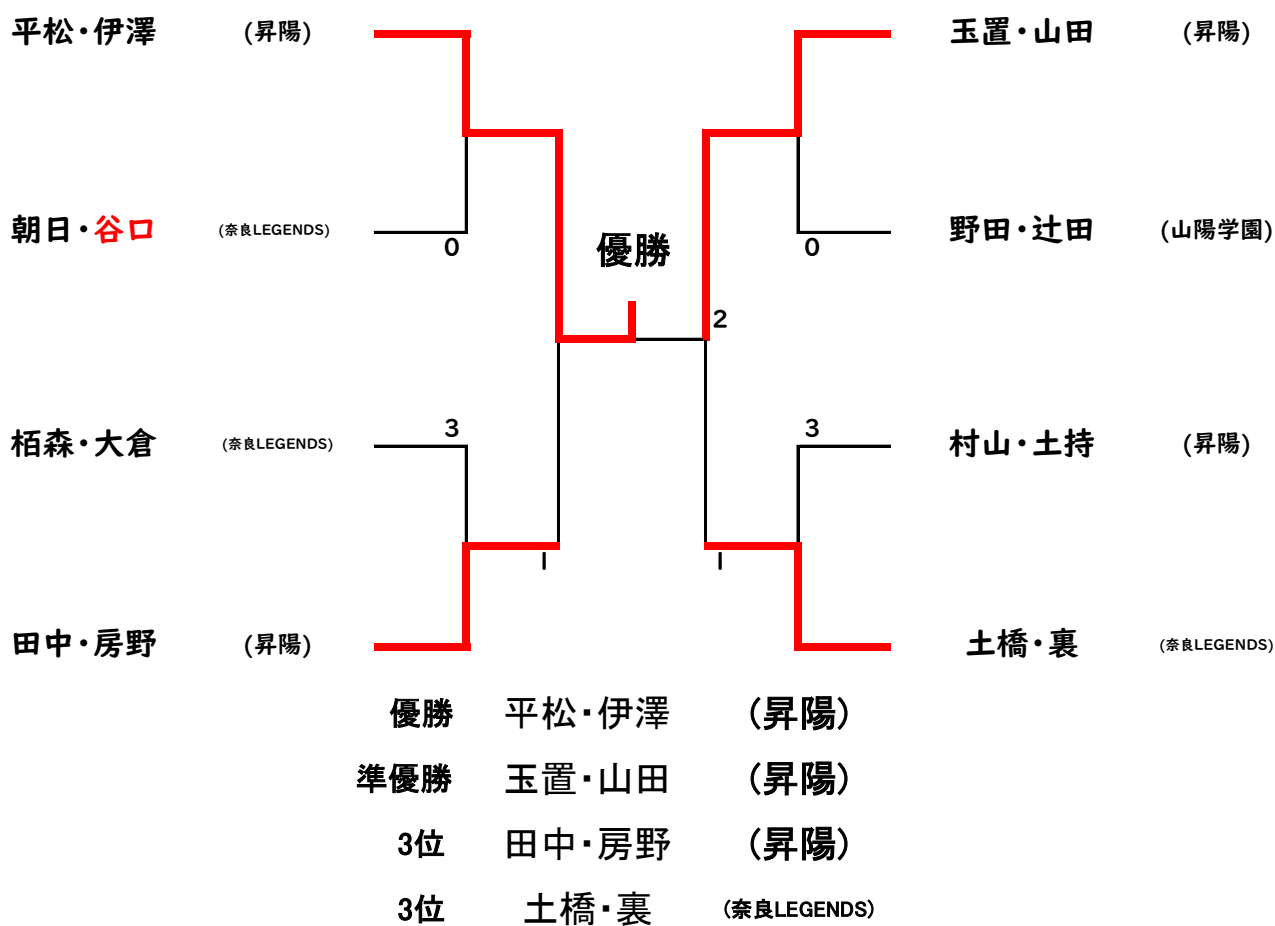 平松・伊澤 (昇陽) 玉置・山田 (昇陽)
朝日・谷口 (奈良LEGENDS) 0 0 野田・辻田 (山陽学園)
優勝
2
栢森・大倉 (奈良LEGENDS) 3 3 村山・土持 (昇陽)
1 1
田中・房野 (昇陽) 土橋・裏 (奈良LEGENDS)
優勝 平松・伊澤 (昇陽)
準優勝 玉置・山田 (昇陽)
3位 田中・房野 (昇陽)
3位 土橋・裏 (奈良LEGENDS)